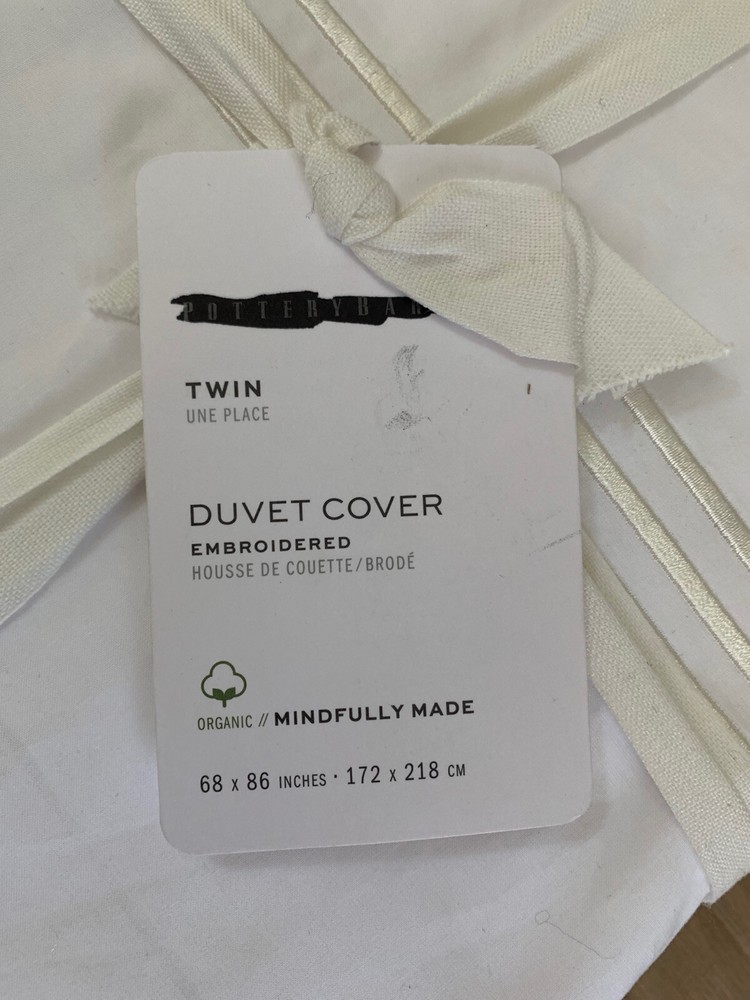 POTTERYBAR
TWIN
UNE PLACE
DUVET COVER
EMBROIDERED
HOUSSE DE COUETTE/BRODÉ
ORGANIC // MINDFULLY MADE
68 x 86 INCHES · 172 x 218 CM